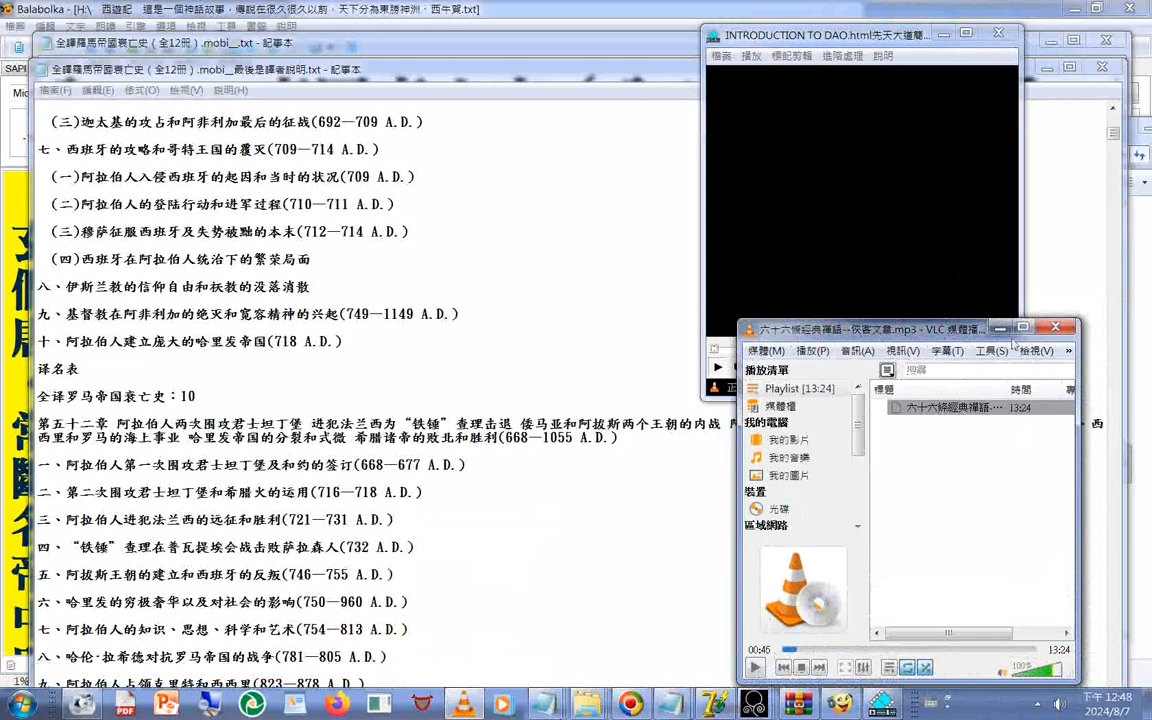 Balabolka - [H:\ 西遊記 這是一個神話故事，傳說在很久很久以前，天下分為東勝神洲．西牛賀.txt]
全譯羅馬帝國衰亡史（全12冊）.mobi__.txt - 記事本
SAPI
全譯羅馬帝國衰亡史（全12冊）.mobi__最後是譯者說明.txt - 記事本
檔案(F) 編輯(E) 格式(O) 檢視(V) 說明(H)
(三)迦太基的攻占和阿非利加最后的征战(692—709 A.D.)
七、西班牙的攻略和哥特王国的覆灭(709—714 A.D.)
(一)阿拉伯人入侵西班牙的起因和当时的状况(709 A.D.)
(二)阿拉伯人的登陆行动和进军过程(710—711 A.D.)
(三)穆萨征服西班牙及失势被黜的本末(712—714 A.D.)
(四)西班牙在阿拉伯人统治下的繁荣局面
八、伊斯兰教的信仰自由和祆教的没落消散
九、基督教在阿非利加的绝灭和宽容精神的兴起(749—1149 A.D.)
十、阿拉伯人建立庞大的哈里发帝国(718 A.D.)
译名表
全译罗马帝国衰亡史：10
第五十二章 阿拉伯人两次围攻君士坦丁堡 进犯法兰西为“铁锤”查理击退 倭马亚和阿拔斯两个王朝的内战 阿
西里和罗马的海上事业 哈里发帝国的分裂和式微 希腊诸帝的败北和胜利(668—1055 A.D.)
一、阿拉伯人第一次围攻君士坦丁堡及和约的签订(668—677 A.D.)
二、第二次围攻君士坦丁堡和希腊火的运用(716—718 A.D.)
三、阿拉伯人进犯法兰西的远征和胜利(721—731 A.D.)
四、“铁锤”查理在普瓦提埃会战击败萨拉森人(732 A.D.)
五、阿拔斯王朝的建立和西班牙的反叛(746—755 A.D.)
六、哈里发的穷极奢华以及对社会的影响(750—960 A.D.)
七、阿拉伯人的知识、思想、科学和艺术(754—813 A.D.)
八、哈伦·拉希德对抗罗马帝国的战争(781—805 A.D.)
九、阿拉伯人占领克里特和西西里(823—878 A.D.)
西
INTRODUCTION TO DAO.html先天大道簡...
檔案 播放 標記剪輯 進階處理 說明
六十六條經典禪語--俠客文章.mp3 - VLC 媒體播...
媒體(M) 播放(P) 音訊(A) 視訊(V) 字幕(T) 工具(S) 檢視(V) »
播放清單
搜尋
Playlist [13:24]
標題 時間
媒體櫃
六十六條經典禪語-... 13:24
我的電腦
我的影片
我的音樂
我的圖片
裝置
光碟
區域網路
00:45 13:24
100%
1%
下午 12:48
2024/8/7